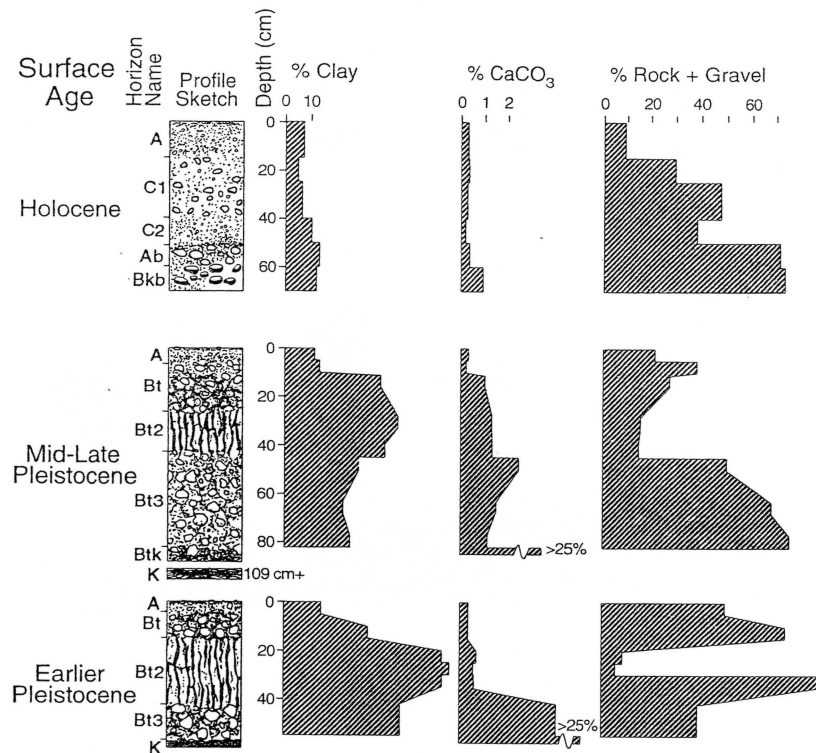 Surface Age
Horizon Name
Profile Sketch
Depth (cm)
% Clay
0 10
% CaCO3
0 1 2
% Rock + Gravel
0 20 40 60
Holocene
A
C1
C2
Ab
Bkb
0
20
40
60
Mid-Late Pleistocene
A
Bt
Bt2
Bt3
Btk
K
0
20
40
60
80
109 cm+
>25%
Earlier Pleistocene
A
Bt
Bt2
Bt3
K
0
20
40
>25%